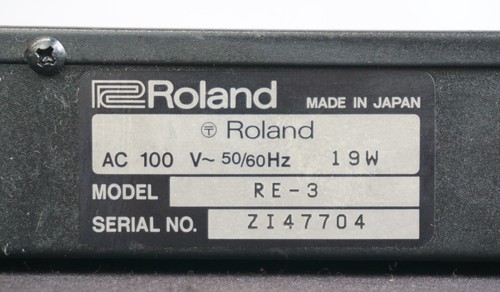 Roland MADE IN JAPAN
〒 Roland
AC 100 V~ 50/60Hz 19W
MODEL RE-3
SERIAL NO. ZI47704